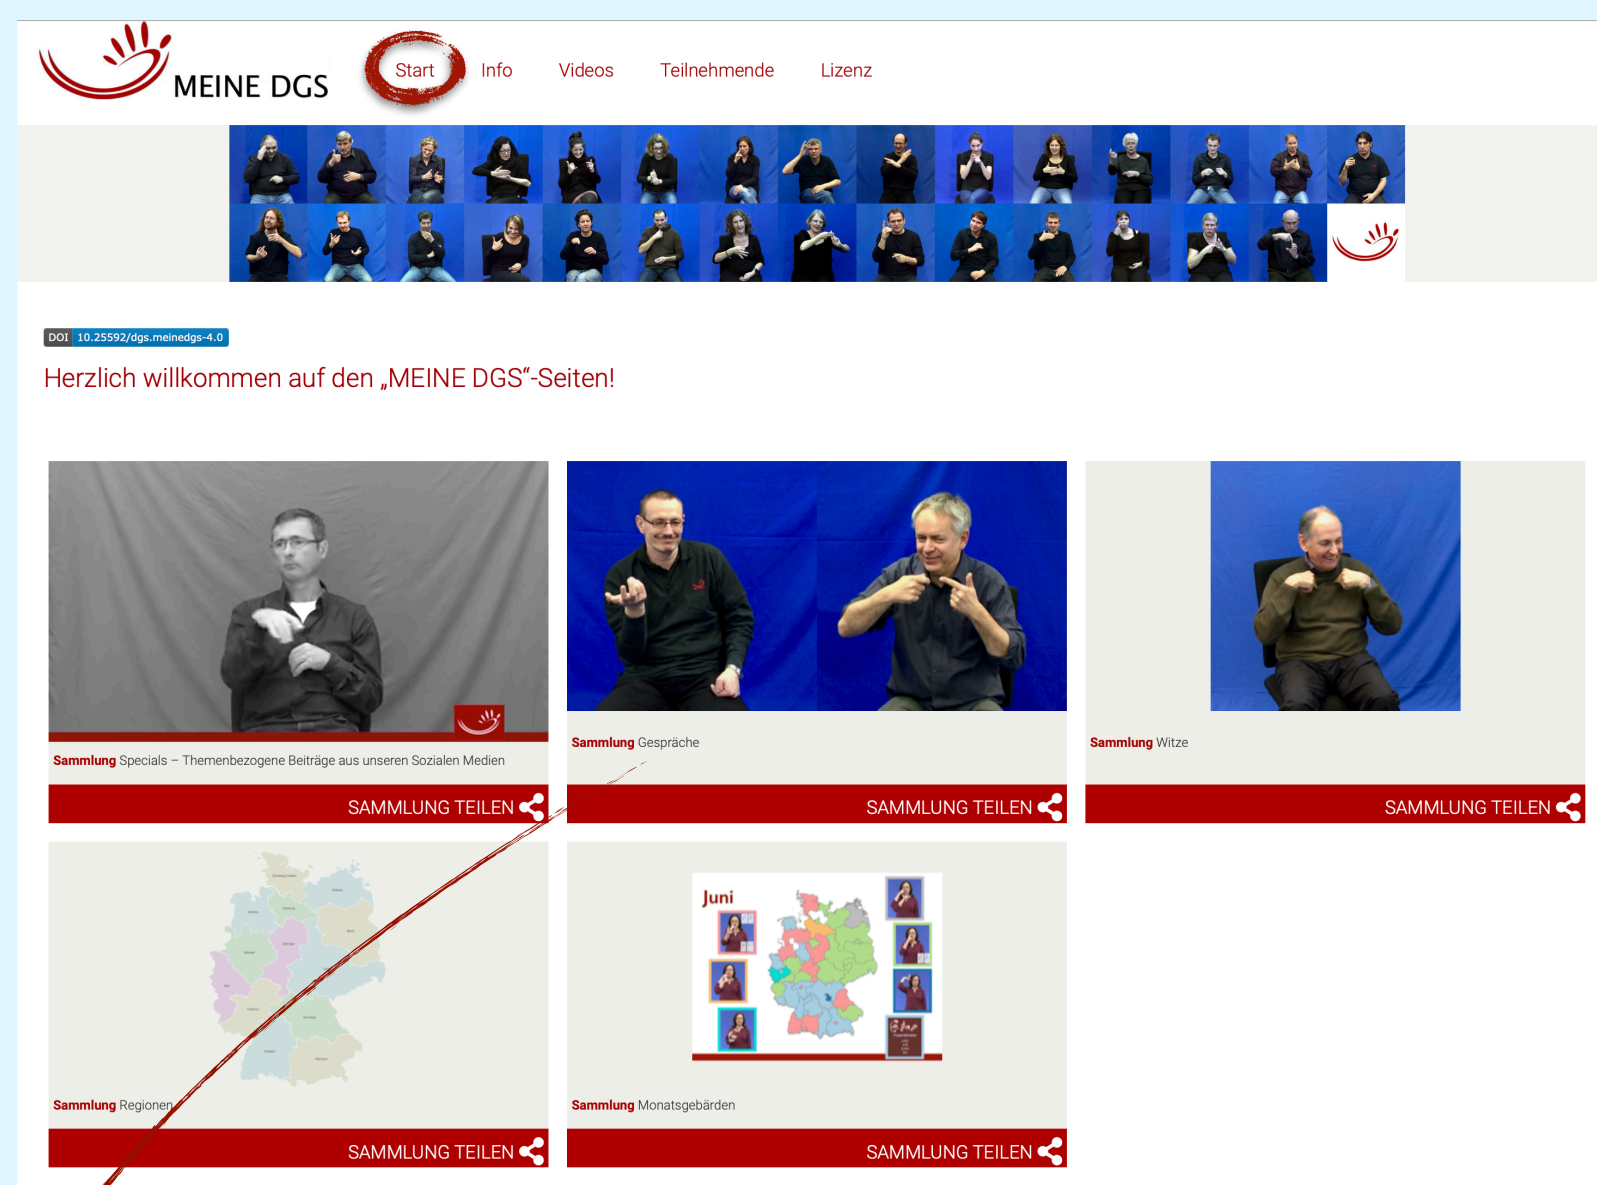 MEINE DGS
Start Info Videos Teilnehmende Lizenz
DOI 10.25592/dgs.meinedgs-4.0
Herzlich willkommen auf den „MEINE DGS“-Seiten!
Sammlung Specials – Themenbezogene Beiträge aus unseren Sozialen Medien
SAMMLUNG TEILEN
Sammlung Gespräche
SAMMLUNG TEILEN
Sammlung Witze
SAMMLUNG TEILEN
Sammlung Regionen
SAMMLUNG TEILEN
Juni
Sammlung Monatsgebärden
SAMMLUNG TEILEN